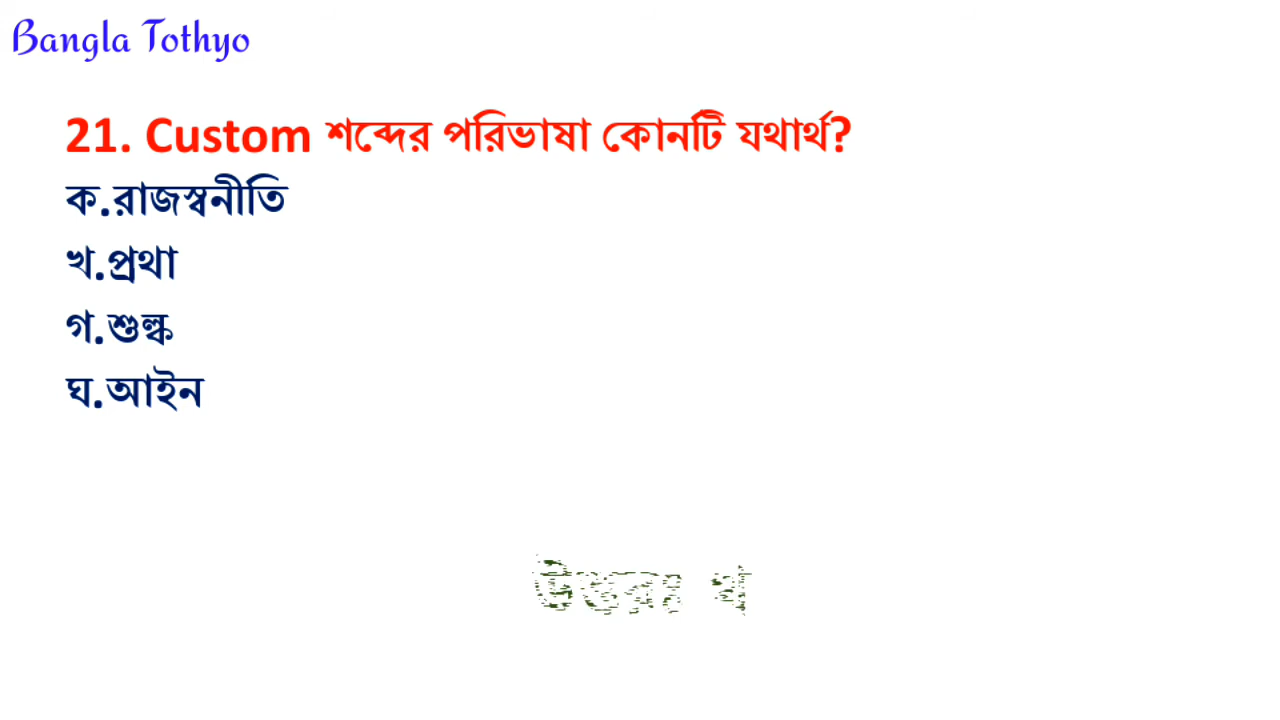 Bangla Tothyo
21. Custom শব্দের পরিভাষা কোনটি যথার্থ?
ক.রাজস্বনীতি
খ.প্রথা
গ.শুল্ক
ঘ.আইন
উত্তরঃ খ